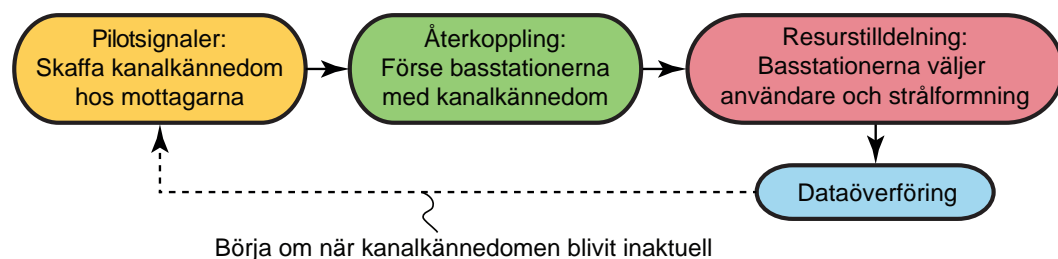 Pilotsignaler:
Skaffa kanalkännedom
hos mottagarna
Återkoppling:
Förse basstationerna
med kanalkännedom
Resurstilldelning:
Basstationerna väljer
användare och strålformning
Dataöverföring
Börja om när kanalkännedomen blivit inaktuell